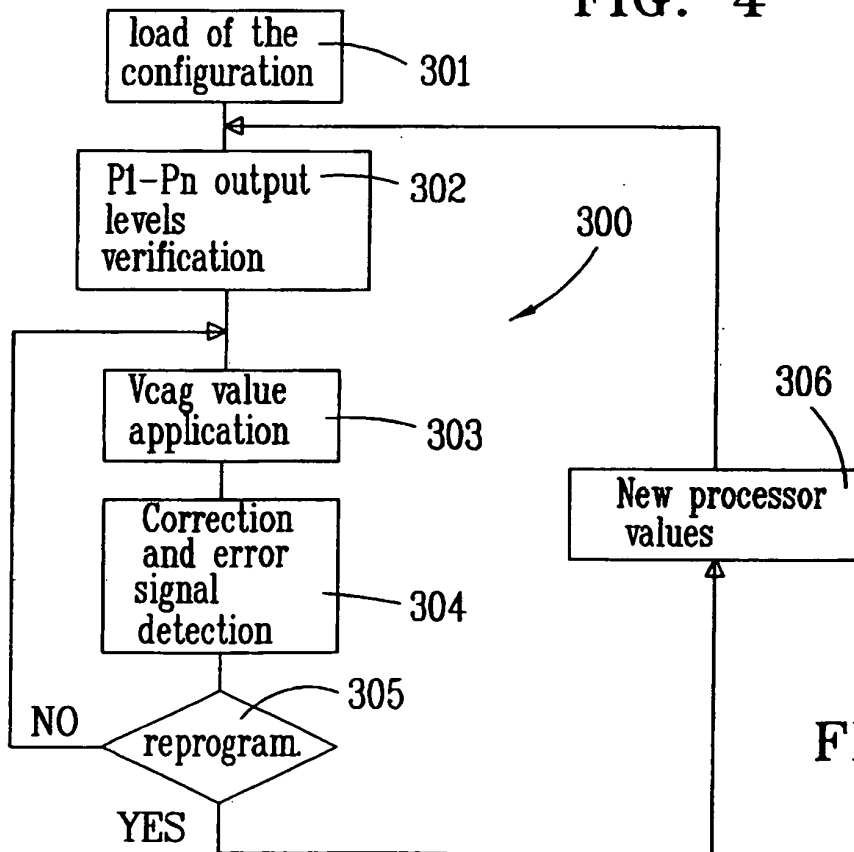 FIG. 4
load of the
configuration
301
P1-Pn output
levels
verification
302
300
Vcag value
application
303
306
New processor
values
Correction
and error
signal
detection
304
305
NO
reprogram.
YES